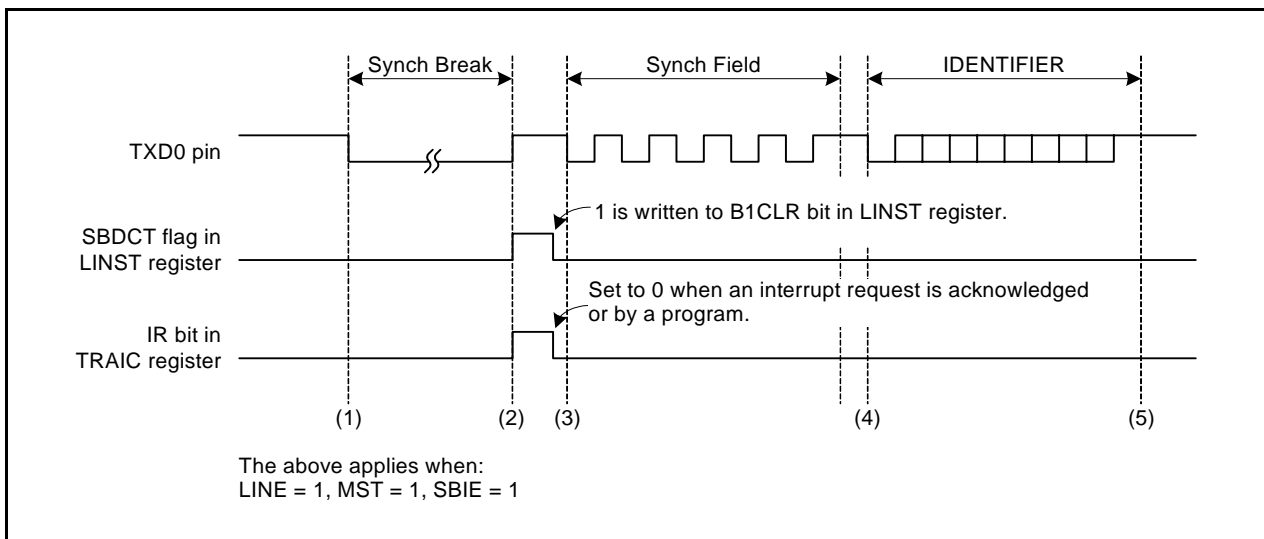 Synch Break
Synch Field
IDENTIFIER
TXD0 pin
1 is written to B1CLR bit in LINST register.
SBDCT flag in
LINST register
Set to 0 when an interrupt request is acknowledged
or by a program.
IR bit in
TRAIC register
(1)
(2)
(3)
(4)
(5)
The above applies when:
LINE = 1, MST = 1, SBIE = 1